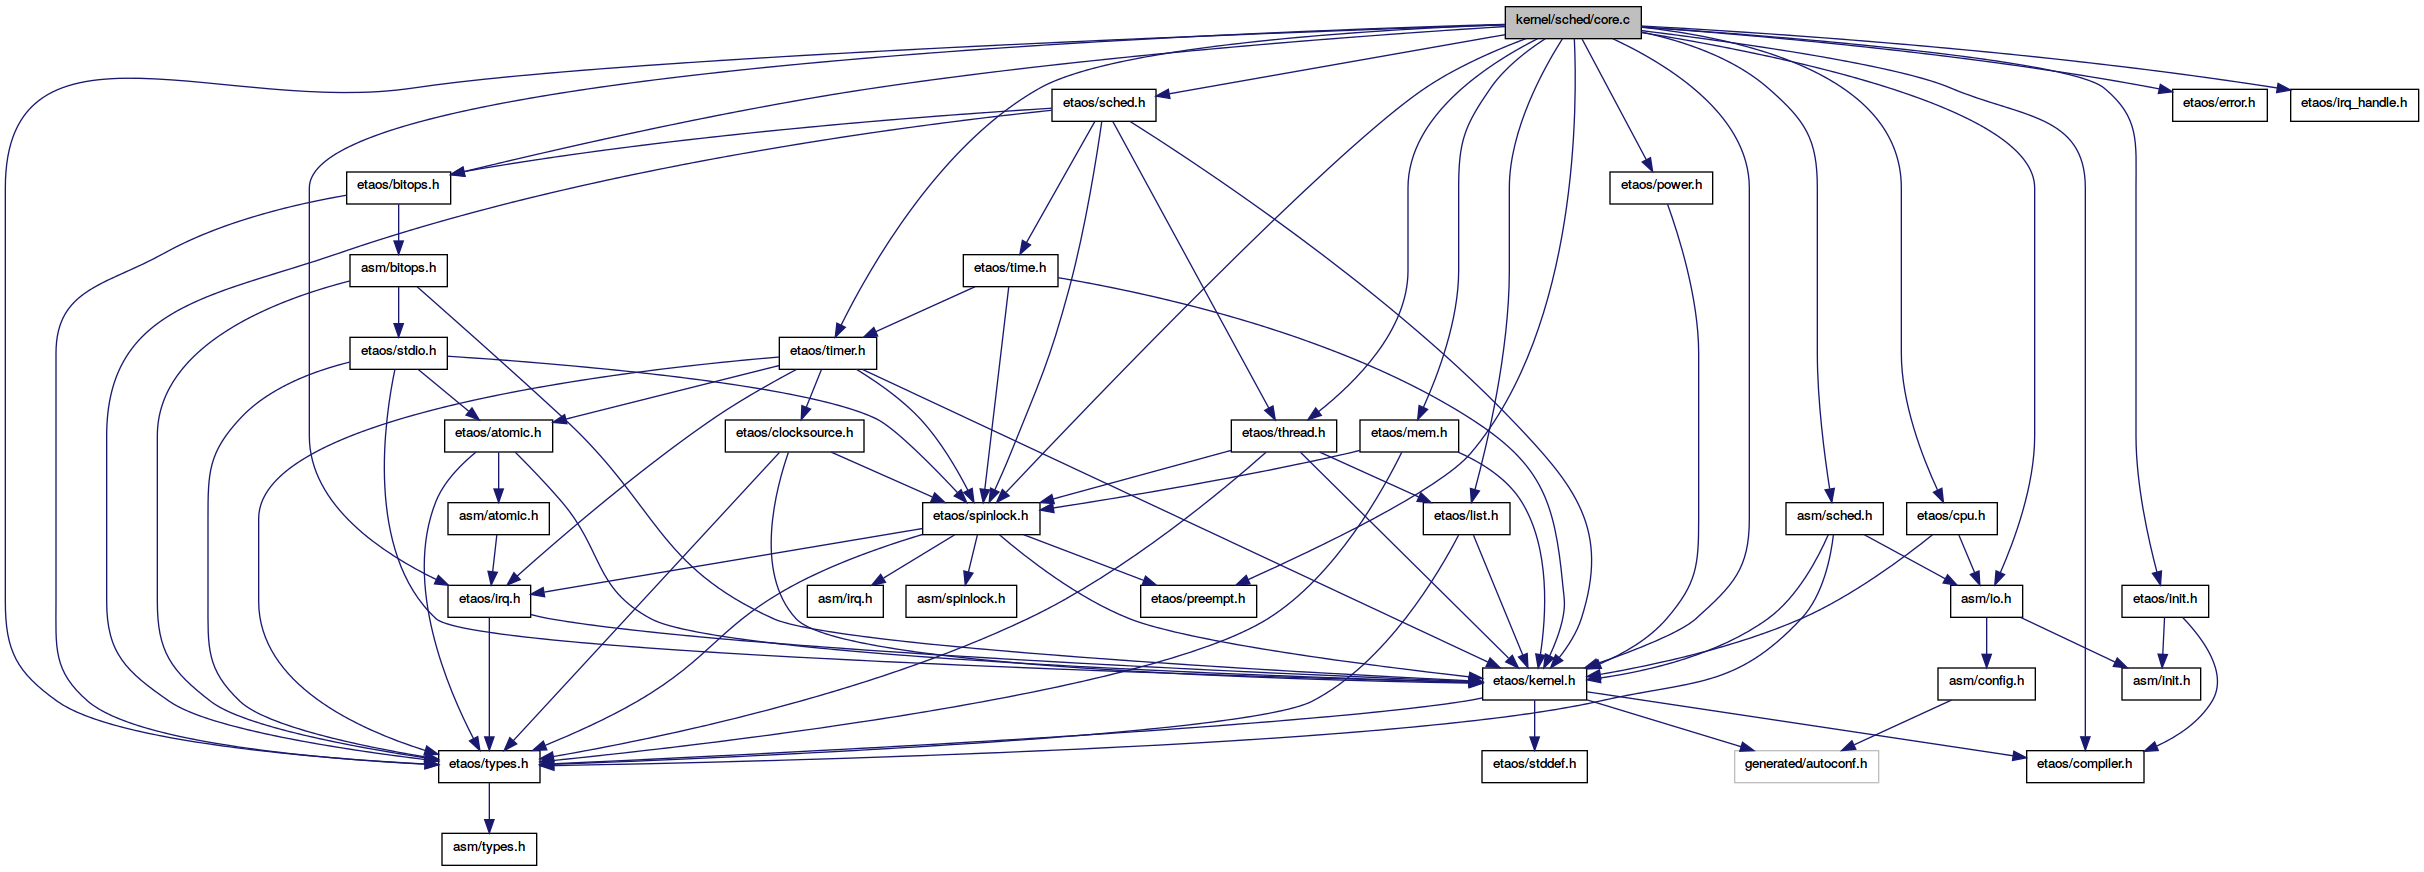 kernel/sched/core.c
etaos/sched.h
etaos/error.h
etaos/irq_handle.h
etaos/bitops.h
etaos/power.h
asm/bitops.h
etaos/time.h
etaos/stdio.h
etaos/timer.h
etaos/atomic.h
etaos/clocksource.h
etaos/thread.h
etaos/mem.h
asm/atomic.h
etaos/spinlock.h
etaos/list.h
asm/sched.h
etaos/cpu.h
etaos/irq.h
asm/irq.h
asm/spinlock.h
etaos/preempt.h
asm/io.h
etaos/init.h
etaos/kernel.h
asm/config.h
asm/init.h
etaos/types.h
etaos/stddef.h
generated/autoconf.h
etaos/compiler.h
asm/types.h